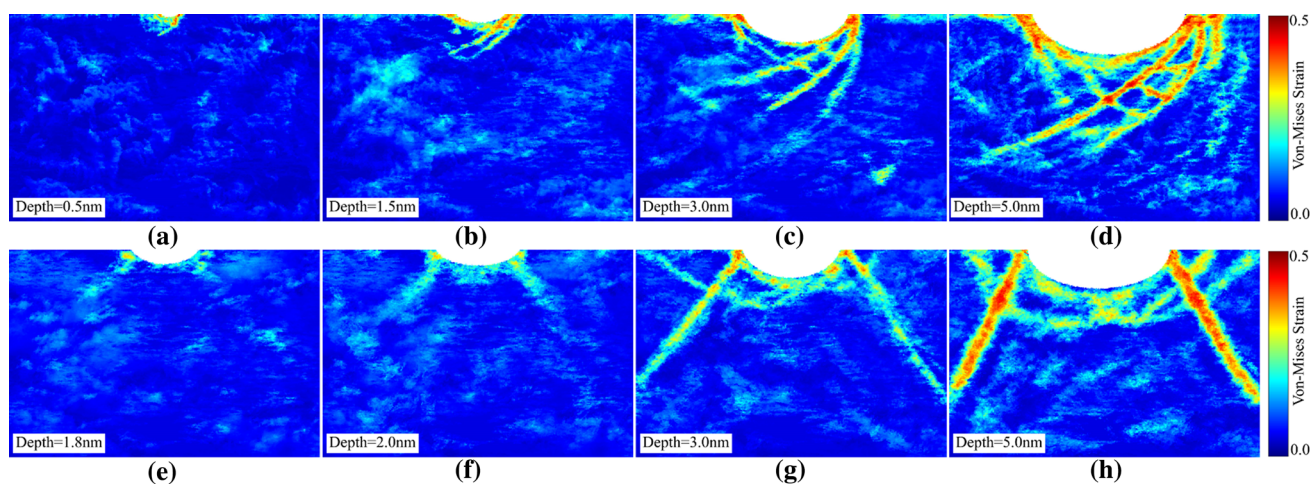 0.5
Von-Mises Strain
0.0
Depth=0.5nm
Depth=1.5nm
Depth=3.0nm
Depth=5.0nm
(a)
(b)
(c)
(d)
0.5
Von-Mises Strain
0.0
Depth=1.8nm
Depth=2.0nm
Depth=3.0nm
Depth=5.0nm
(e)
(f)
(g)
(h)